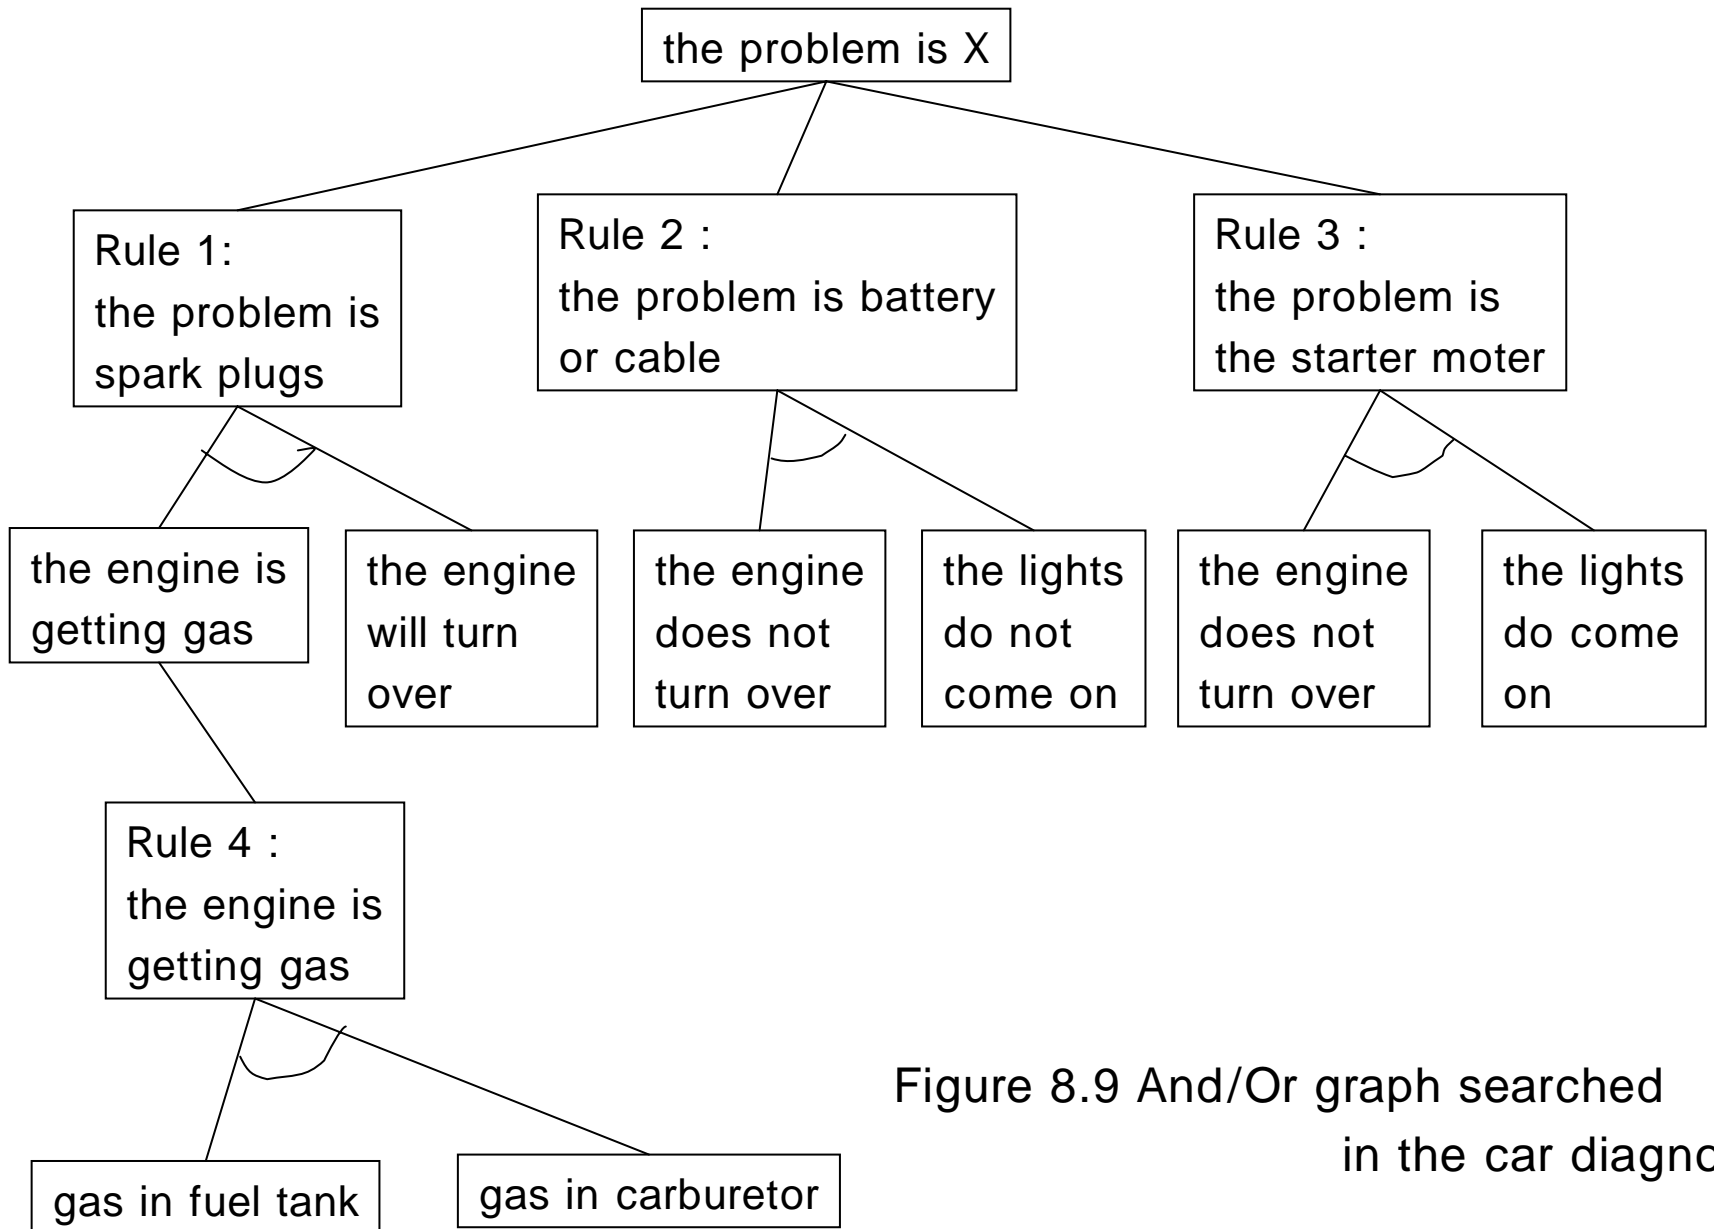 the problem is X
Rule 1:
the problem is
spark plugs
Rule 2 :
the problem is battery
or cable
Rule 3 :
the problem is
the starter moter
the engine is
getting gas
the engine
will turn
over
the engine
does not
turn over
the lights
do not
come on
the engine
does not
turn over
the lights
do come
on
Rule 4 :
the engine is
getting gas
gas in fuel tank
gas in carburetor
Figure 8.9 And/Or graph searched
in the car diagno